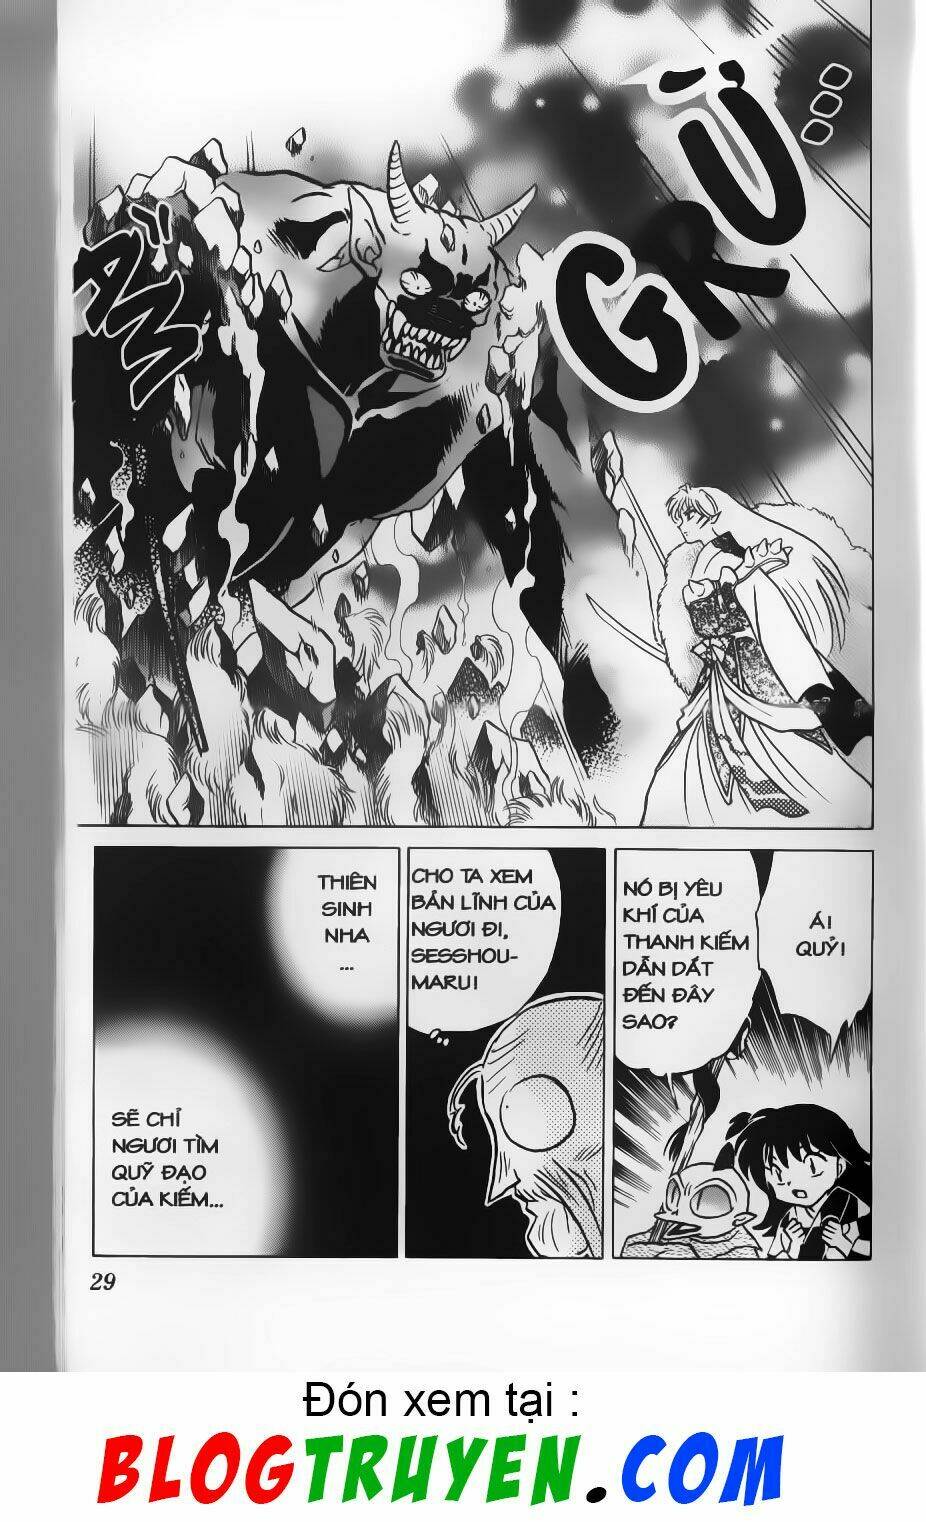 GRŪ...
ẦM
ÁI
QUỶ!
NÓ BỊ YÊU
KHÍ CỦA
THANH KIẾM
DẪN DẮT
ĐẾN ĐÂY
SAO?
CHO TA XEM
BẢN LĨNH CỦA
NGƯƠI ĐI,
SESSHOU-
MARU!
THIÊN
SINH
NHA
...
SẼ CHỈ
NGƯƠI TÌM
QUỸ ĐẠO
CỦA KIẾM...
29
Đón xem tại :
BLOGTRUYEN.COM